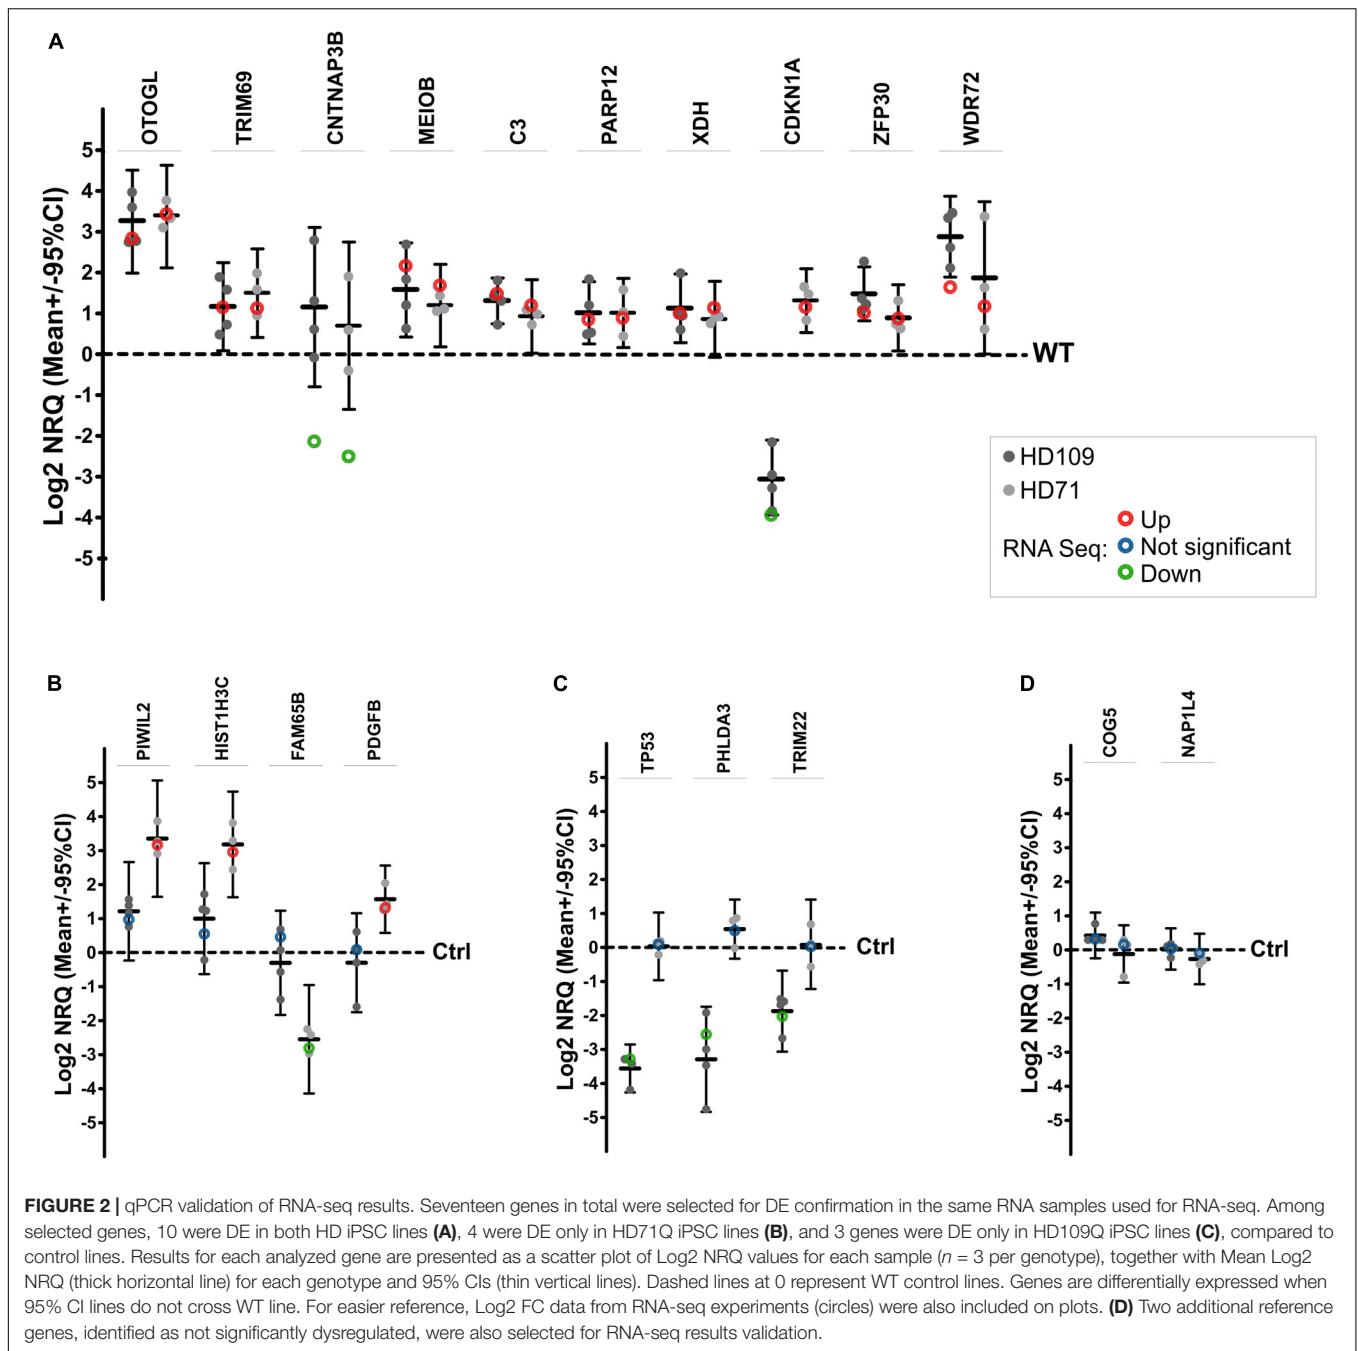 A
OTOGL
TRIM69
CNTNAP3B
MEIOB
C3
PARP12
XDH
CDKN1A
ZFP30
WDR72
Log2 NRQ (Mean+/-95%CI)
5
4
3
2
1
0
-1
-2
-3
-4
-5
WT
HD109
HD71
RNA Seq:
Up
Not significant
Down
B
PIWIL2
HIST1H3C
FAM65B
PDGFB
Log2 NRQ (Mean+/-95%CI)
5
4
3
2
1
0
-1
-2
-3
-4
-5
Ctrl
C
TP53
PHLDA3
TRIM22
Log2 NRQ (Mean+/-95%CI)
5
4
3
2
1
0
-1
-2
-3
-4
-5
Ctrl
D
COG5
NAP1L4
Log2 NRQ (Mean+/-95%CI)
5
4
3
2
1
0
-1
-2
-3
-4
-5
Ctrl
FIGURE 2 | qPCR validation of RNA-seq results. Seventeen genes in total were selected for DE confirmation in the same RNA samples used for RNA-seq. Among
selected genes, 10 were DE in both HD iPSC lines (A), 4 were DE only in HD71Q iPSC lines (B), and 3 genes were DE only in HD109Q iPSC lines (C), compared to
control lines. Results for each analyzed gene are presented as a scatter plot of Log2 NRQ values for each sample (n = 3 per genotype), together with Mean Log2
NRQ (thick horizontal line) for each genotype and 95% CIs (thin vertical lines). Dashed lines at 0 represent WT control lines. Genes are differentially expressed when
95% CI lines do not cross WT line. For easier reference, Log2 FC data from RNA-seq experiments (circles) were also included on plots. (D) Two additional reference
genes, identified as not significantly dysregulated, were also selected for RNA-seq results validation.